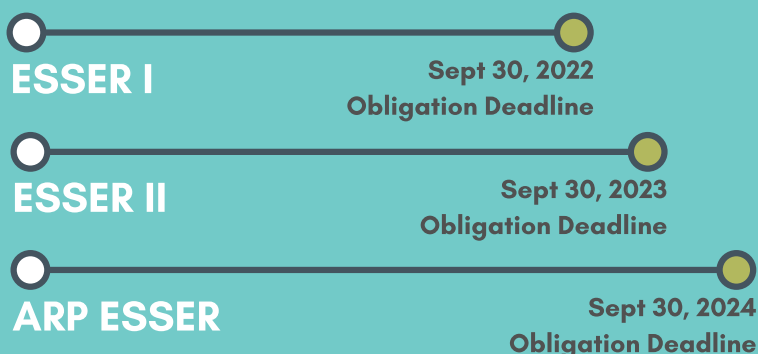 ESSER I
Sept 30, 2022
Obligation Deadline
ESSER II
Sept 30, 2023
Obligation Deadline
ARP ESSER
Sept 30, 2024
Obligation Deadline